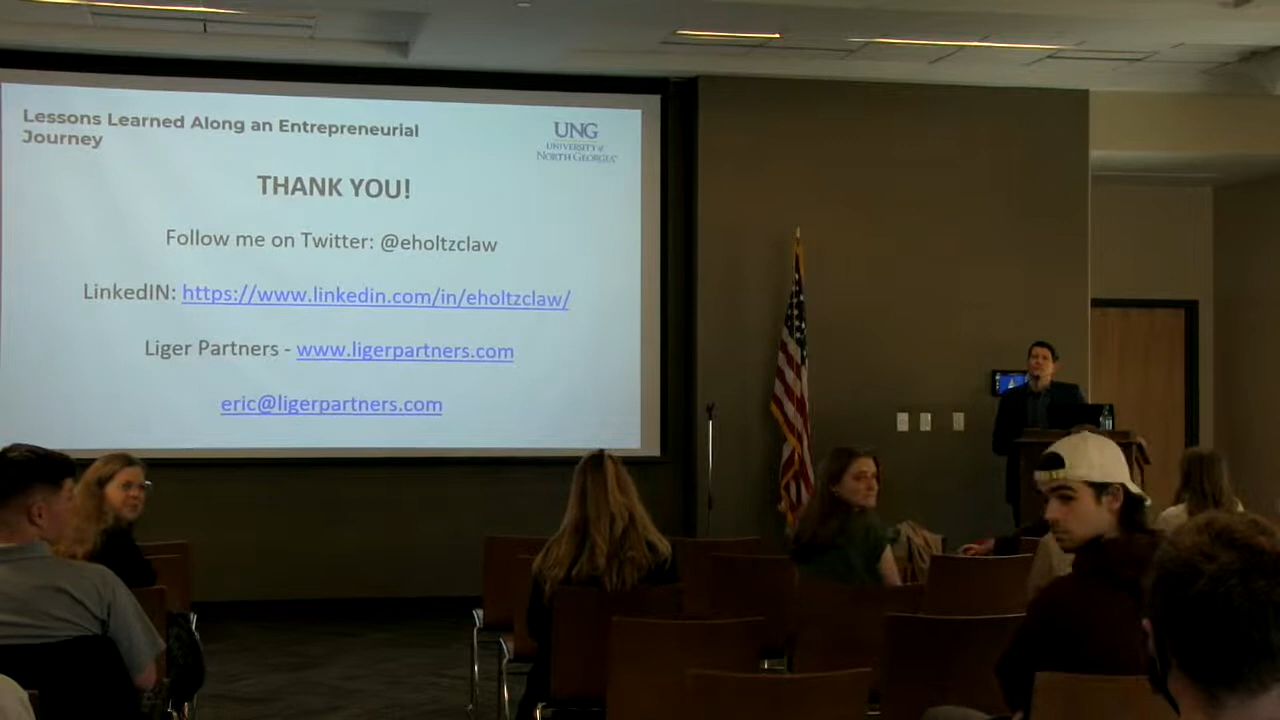 Lessons Learned Along an Entrepreneurial
Journey
UNG
UNIVERSITY of
NORTH GEORGIA
THANK YOU!
Follow me on Twitter: @eholtzclaw
LinkedIN: https://www.linkedin.com/in/eholtzclaw/
Liger Partners - www.ligerpartners.com
eric@ligerpartners.com